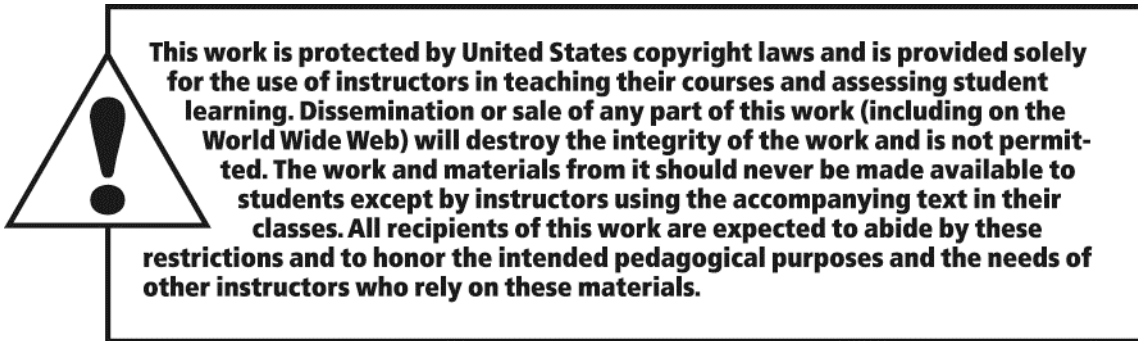 This work is protected by United States copyright laws and is provided solely
for the use of instructors in teaching their courses and assessing student
learning. Dissemination or sale of any part of this work (including on the
World Wide Web) will destroy the integrity of the work and is not permit-
ted. The work and materials from it should never be made available to
students except by instructors using the accompanying text in their
classes. All recipients of this work are expected to abide by these
restrictions and to honor the intended pedagogical purposes and the needs of
other instructors who rely on these materials.